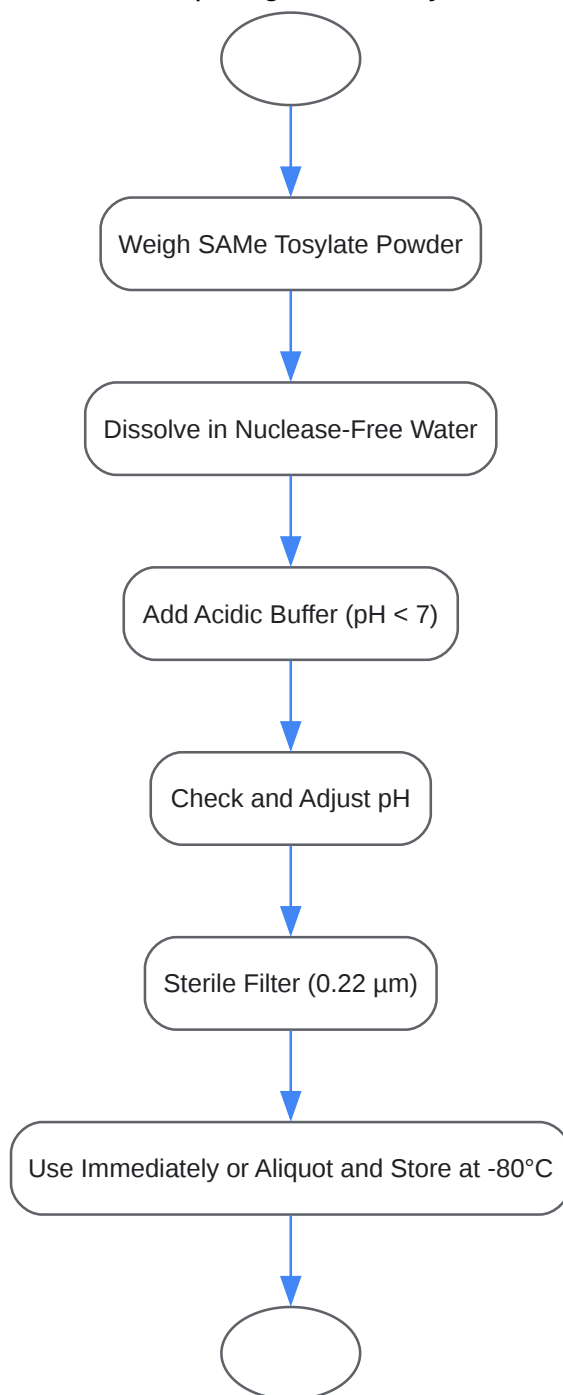 Weigh SAMe Tosylate Powder
Dissolve in Nuclease-Free Water
Add Acidic Buffer (pH < 7)
Check and Adjust pH
Sterile Filter (0.22 µm)
Use Immediately or Aliquot and Store at -80°C